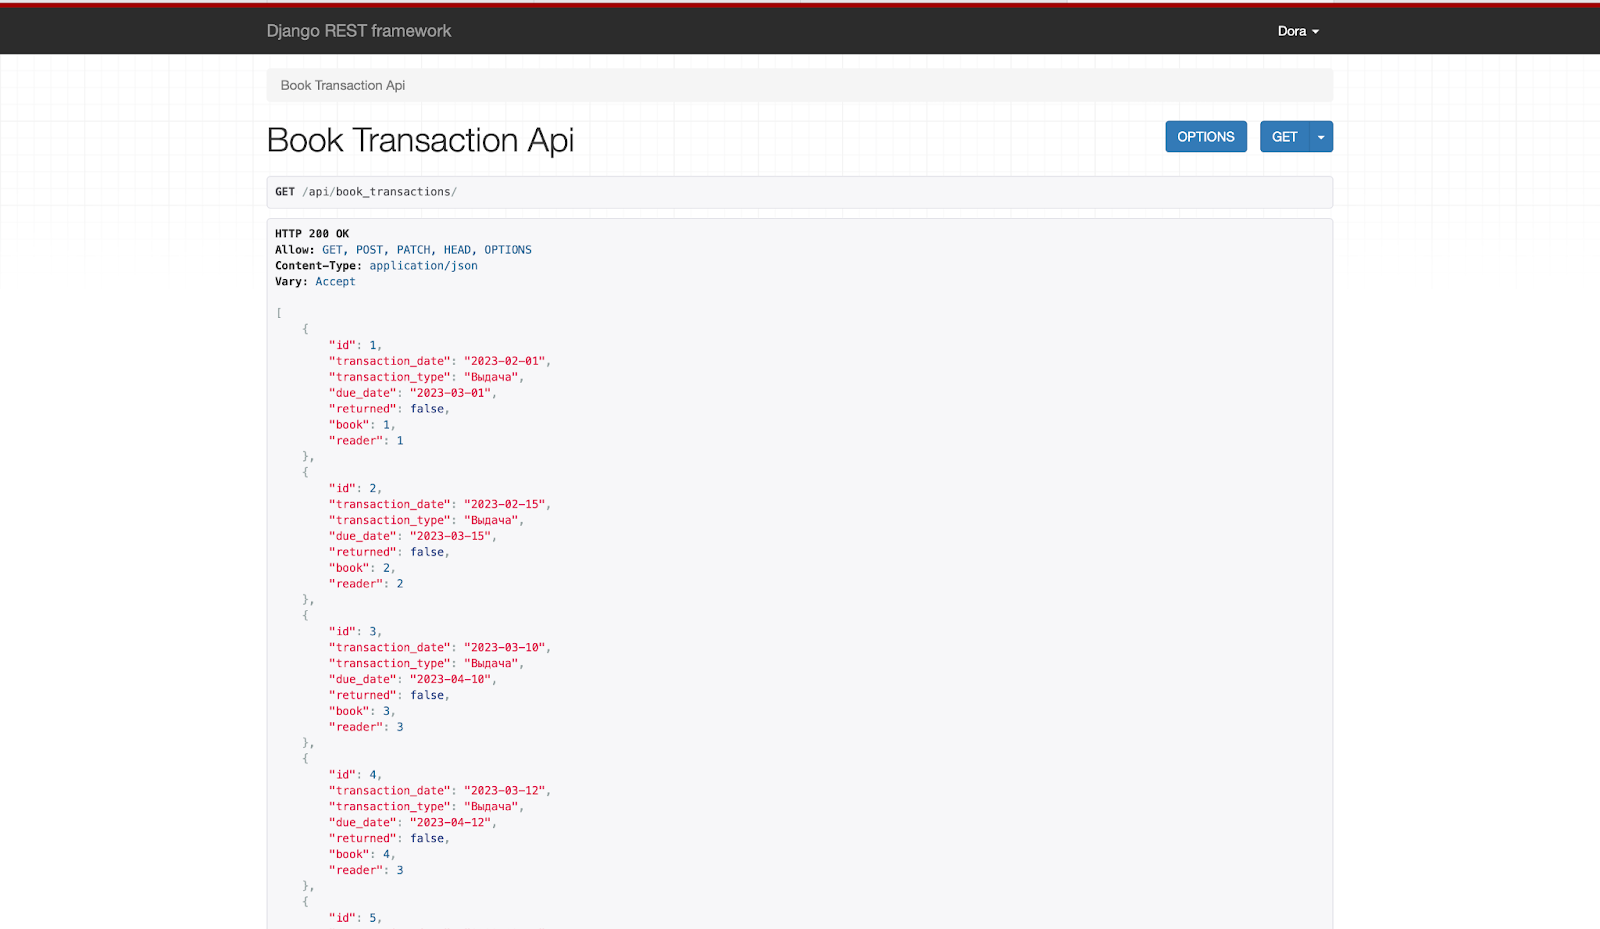 Django REST framework
Dora
Book Transaction Api
Book Transaction Api
OPTIONS
GET
GET /api/book_transactions/
HTTP 200 OK
Allow: GET, POST, PATCH, HEAD, OPTIONS
Content-Type: application/json
Vary: Accept
[
{
"id": 1,
"transaction_date": "2023-02-01",
"transaction_type": "Выдача",
"due_date": "2023-03-01",
"returned": false,
"book": 1,
"reader": 1
},
{
"id": 2,
"transaction_date": "2023-02-15",
"transaction_type": "Выдача",
"due_date": "2023-03-15",
"returned": false,
"book": 2,
"reader": 2
},
{
"id": 3,
"transaction_date": "2023-03-10",
"transaction_type": "Выдача",
"due_date": "2023-04-10",
"returned": false,
"book": 3,
"reader": 3
},
{
"id": 4,
"transaction_date": "2023-03-12",
"transaction_type": "Выдача",
"due_date": "2023-04-12",
"returned": false,
"book": 4,
"reader": 3
},
{
"id": 5,